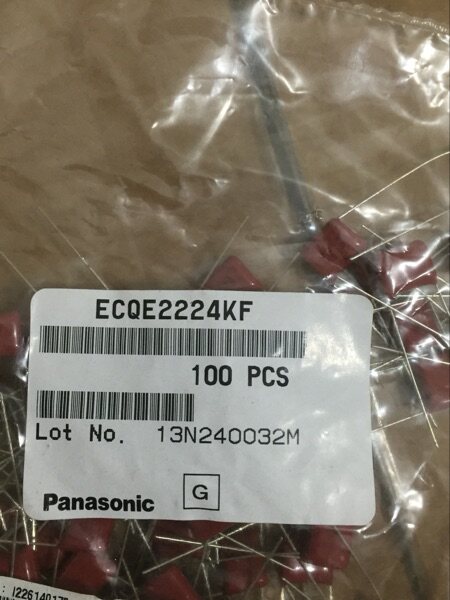 ECQE2224KF
100 PCS
Lot No. 13N240032M
Panasonic G